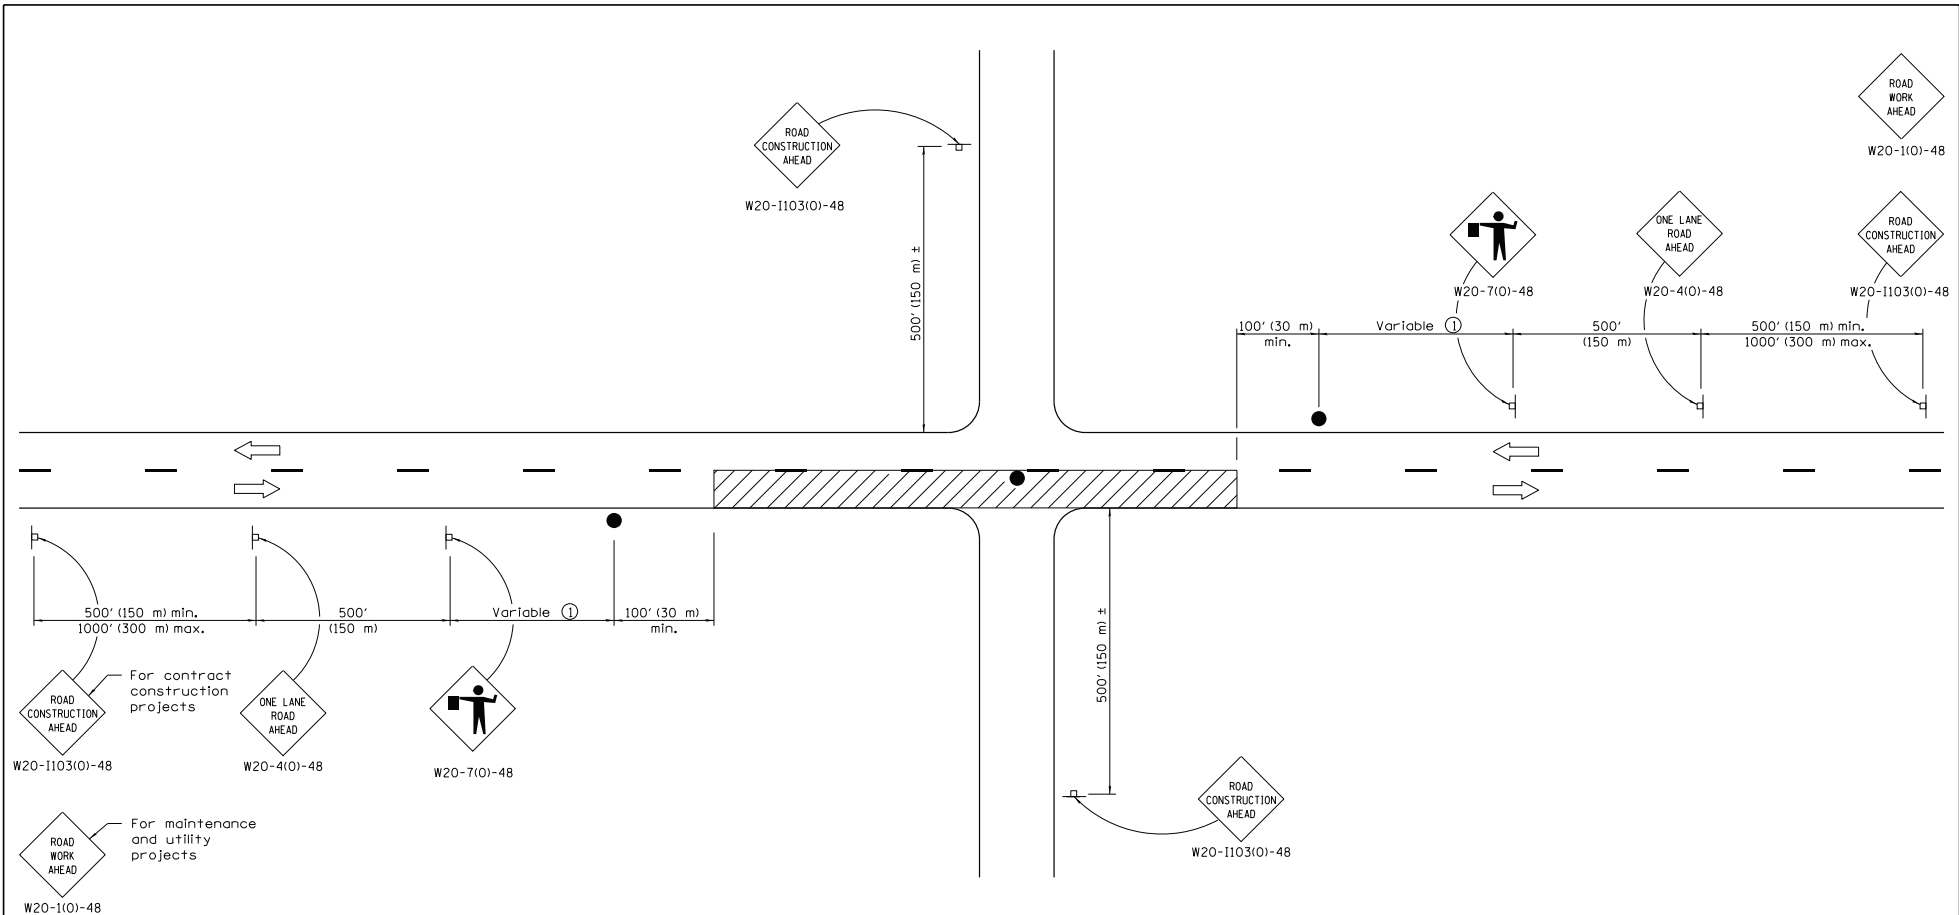 ROAD
WORK
AHEAD
W20-1(O)-48
ROAD
CONSTRUCTION
AHEAD
W20-I103(O)-48
500' (150 m) ±
W20-7(O)-48
ONE LANE
ROAD
AHEAD
W20-4(O)-48
ROAD
CONSTRUCTION
AHEAD
W20-I103(O)-48
100' (30 m)
min.
Variable 1
500'
(150 m)
500' (150 m) min.
1000' (300 m) max.
500' (150 m) min.
1000' (300 m) max.
500'
(150 m)
Variable 1
100' (30 m)
min.
500' (150 m) ±
For contract
construction
projects
ROAD
CONSTRUCTION
AHEAD
W20-I103(O)-48
ONE LANE
ROAD
AHEAD
W20-4(O)-48
W20-7(O)-48
ROAD
CONSTRUCTION
AHEAD
W20-I103(O)-48
For maintenance
and utility
projects
ROAD
WORK
AHEAD
W20-1(O)-48